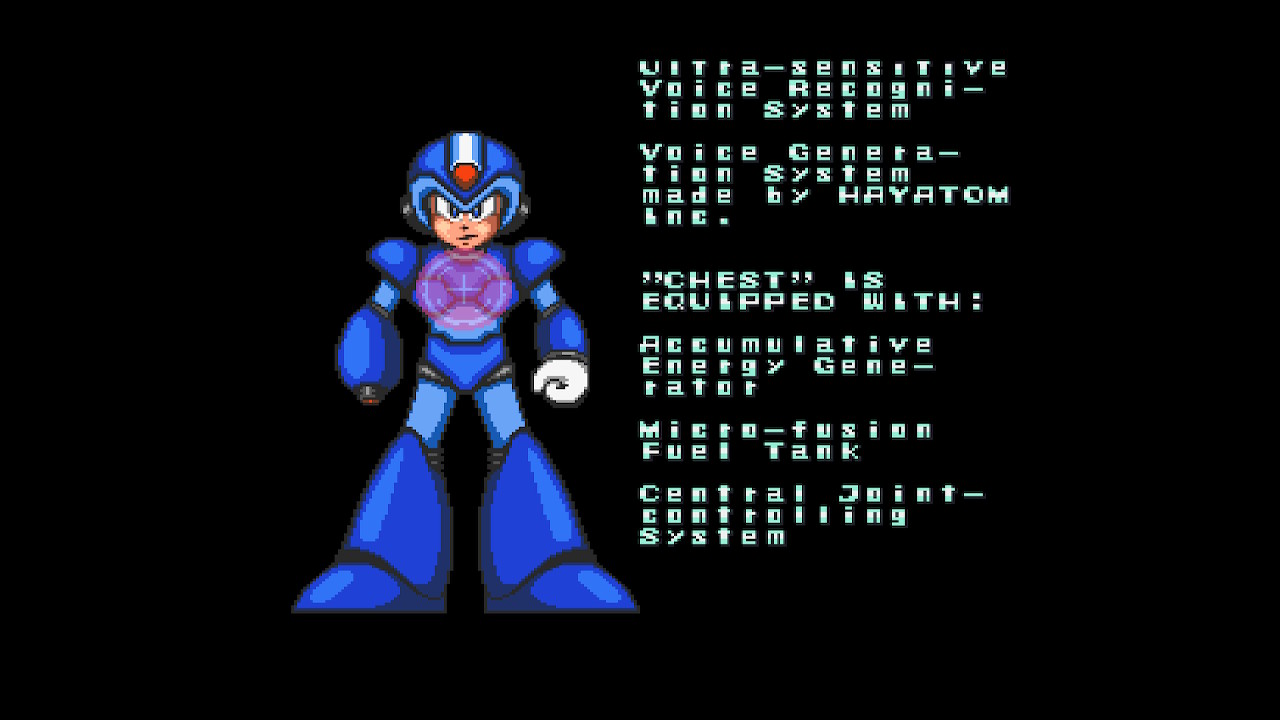 Ultra-sensitive
Voice Recogni-
tion System
Voice Genera-
tion System
made by HAYATOM
Inc.
"CHEST" IS
EQUIPPED WITH:
Accumulative
Energy Gene-
rator
Micro-fusion
Fuel Tank
Central Joint-
controlling
System